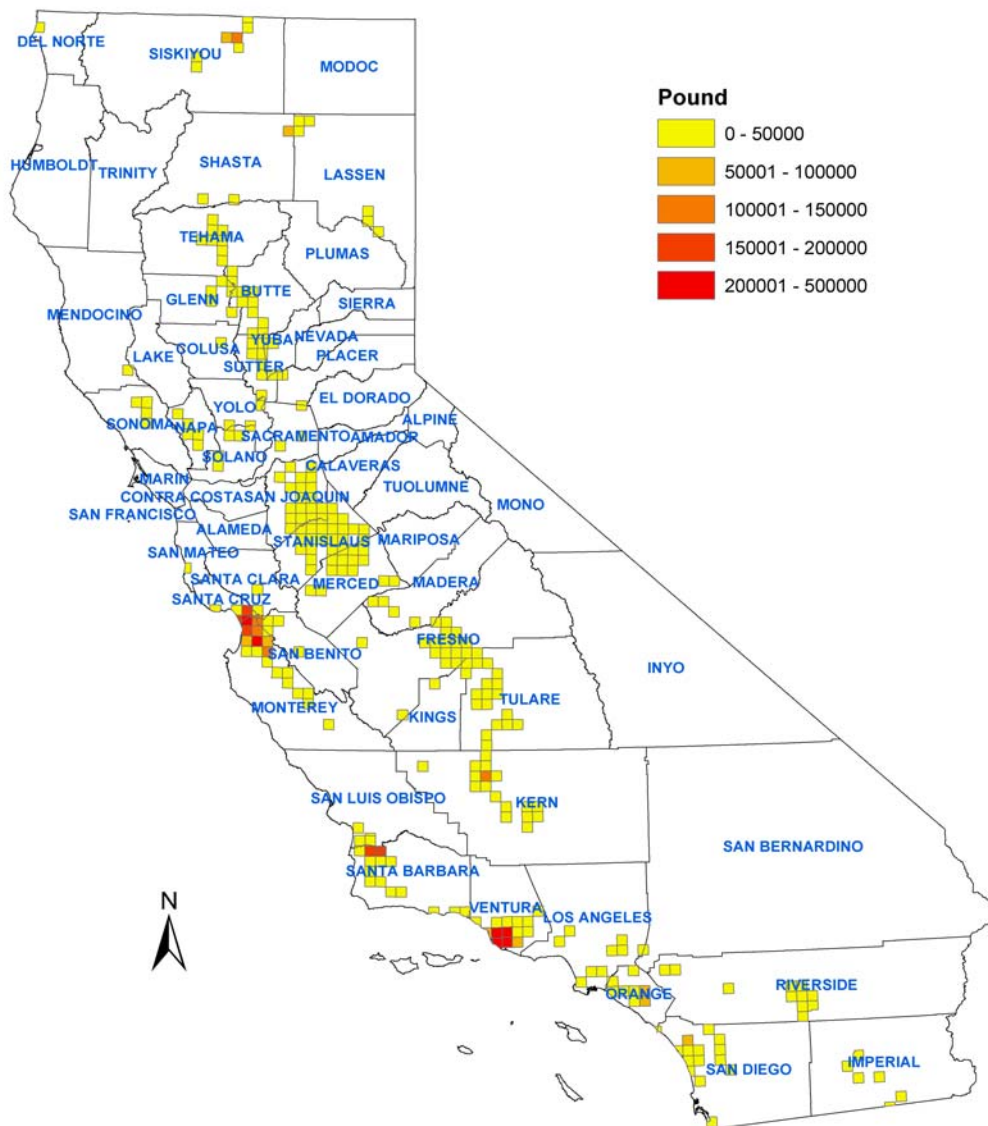 DEL NORTE
SISKIYOU
MODOC
Pound
0 - 50000
50001 - 100000
100001 - 150000
150001 - 200000
200001 - 500000
HUMBOLDT
TRINITY
SHASTA
LASSEN
TEHAMA
PLUMAS
GLENN
BUTTE
SIERRA
MENDOCINO
LAKE
COLUSA
YUBA
NEVADA
PLACER
SUTTER
YOLO
EL DORADO
ALPINE
SONOMA
NAPA
SACRAMENTO
AMADOR
SOLANO
CALAVERAS
MARIN
TUOLUMNE
CONTRA COSTA
SAN JOAQUIN
MONO
SAN FRANCISCO
ALAMEDA
STANISLAUS
MARIPOSA
SAN MATEO
SANTA CLARA
MERCED
MADERA
SANTA CRUZ
FRESNO
SAN BENITO
INYO
MONTEREY
KINGS
TULARE
SAN LUIS OBISPO
KERN
SAN BERNARDINO
SANTA BARBARA
VENTURA
LOS ANGELES
N
ORANGE
RIVERSIDE
SAN DIEGO
IMPERIAL